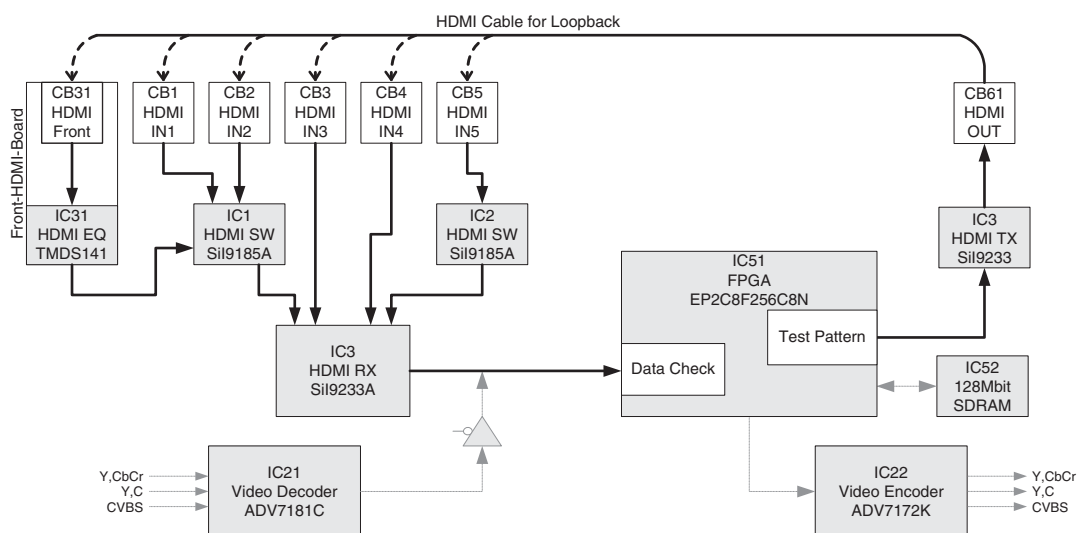 HDMI Cable for Loopback
Front-HDMI-Board
CB31
HDMI
Front
CB1
HDMI
IN1
CB2
HDMI
IN2
CB3
HDMI
IN3
CB4
HDMI
IN4
CB5
HDMI
IN5
CB61
HDMI
OUT
IC31
HDMI EQ
TMDS141
IC1
HDMI SW
SiI9185A
IC2
HDMI SW
SiI9185A
IC3
HDMI TX
SiI9233
IC51
FPGA
EP2C8F256C8N
Test Pattern
Data Check
IC3
HDMI RX
SiI9233A
IC52
128Mbit
SDRAM
Y,CbCr
Y,C
CVBS
IC21
Video Decoder
ADV7181C
IC22
Video Encoder
ADV7172K
Y,CbCr
Y,C
CVBS